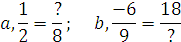 a, 1/2 = ?/8 ;  b, -6/9 = 18/?